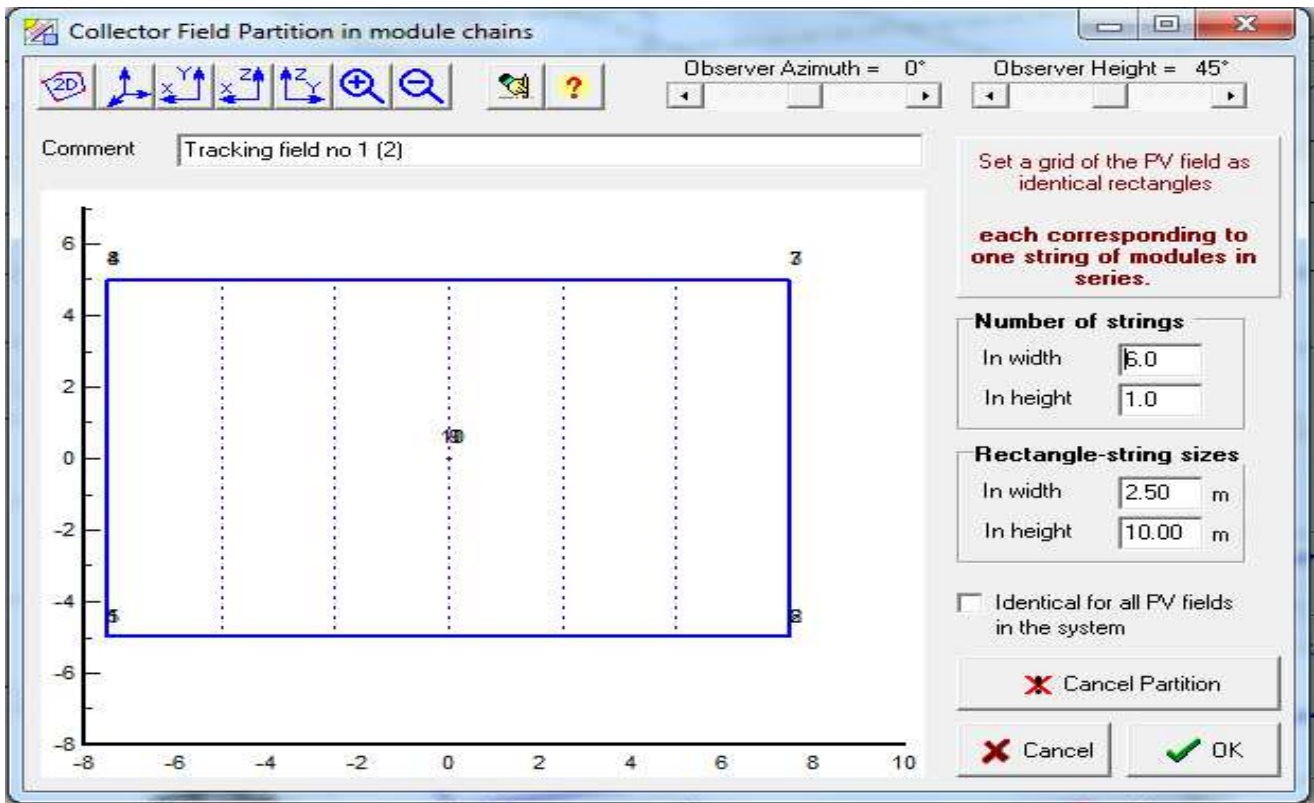 Collector Field Partition in module chains
2D
Y
X
Z
X
Z
Y
?
Observer Azimuth = 0°
Observer Height = 45°
Comment
Tracking field no 1 (2)
Set a grid of the PV field as
identical rectangles
each corresponding to
one string of modules in
series.
Number of strings
In width 6.0
In height 1.0
Rectangle-string sizes
In width 2.50 m
In height 10.00 m
Identical for all PV fields
in the system
Cancel Partition
Cancel
OK
6
4
2
0
-2
-4
-6
-8
-8 -6 -4 -2 0 2 4 6 8 10